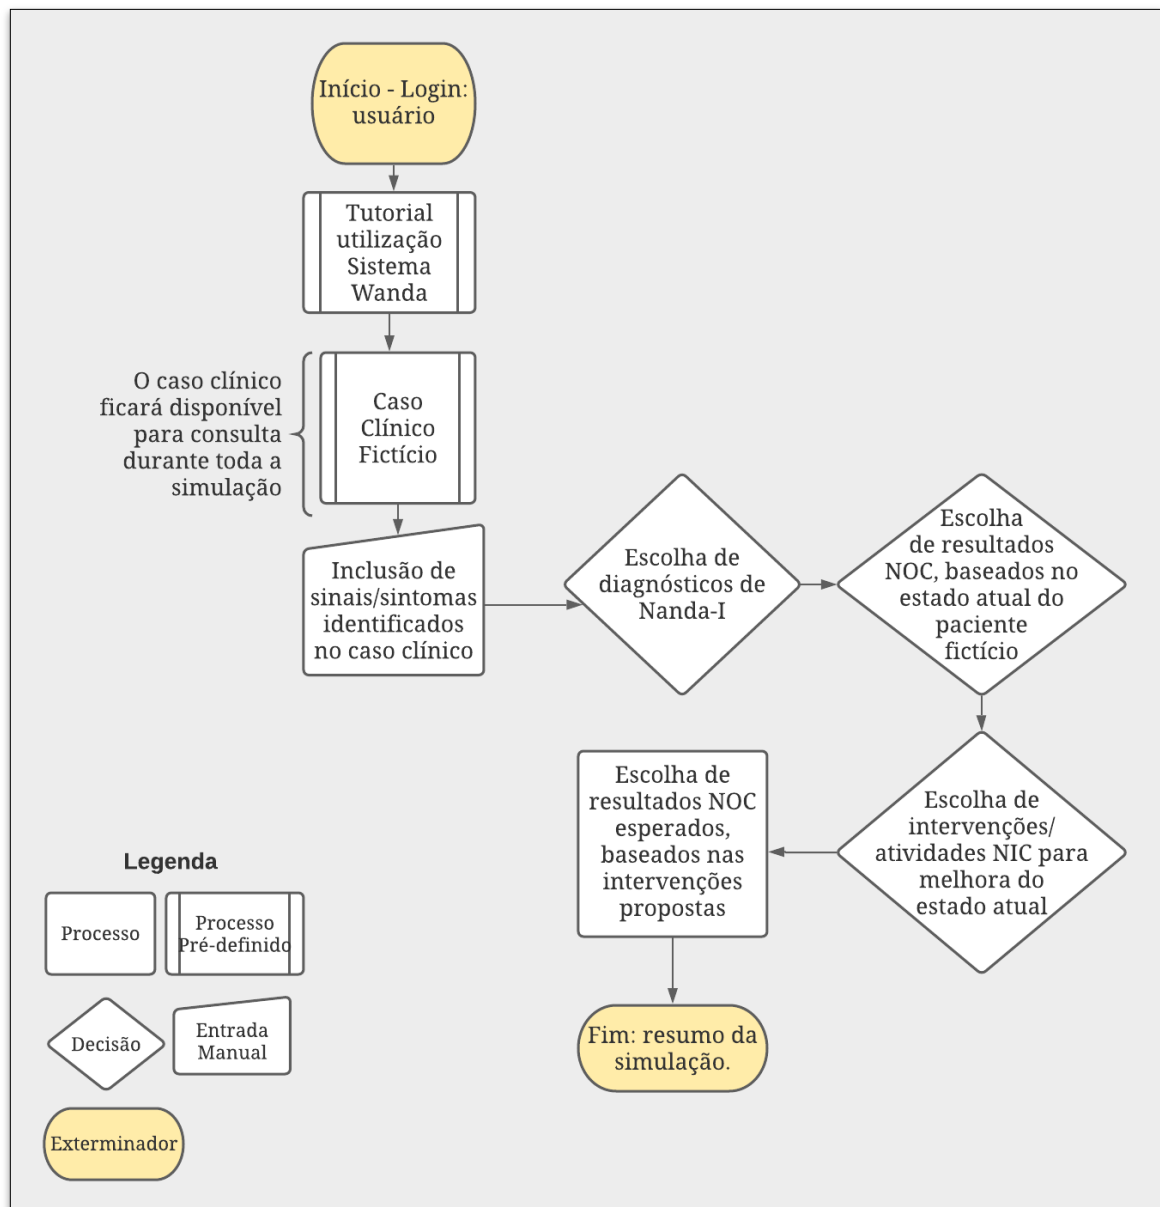 Início - Login:
usuário
Tutorial
utilização
Sistema
Wanda
O caso clínico
ficará disponível
para consulta
durante toda a
simulação
Caso
Clínico
Fictício
Inclusão de
sinais/sintomas
identificados
no caso clínico
Escolha de
diagnósticos de
Nanda-I
Escolha
de resultados
NOC, baseados no
estado atual do
paciente
fictício
Escolha de
intervenções/
atividades NIC para
melhora do
estado atual
Escolha de
resultados NOC
esperados,
baseados nas
intervenções
propostas
Fim: resumo da
simulação.
Legenda
Processo
Processo
Pré-definido
Decisão
Entrada
Manual
Exterminador